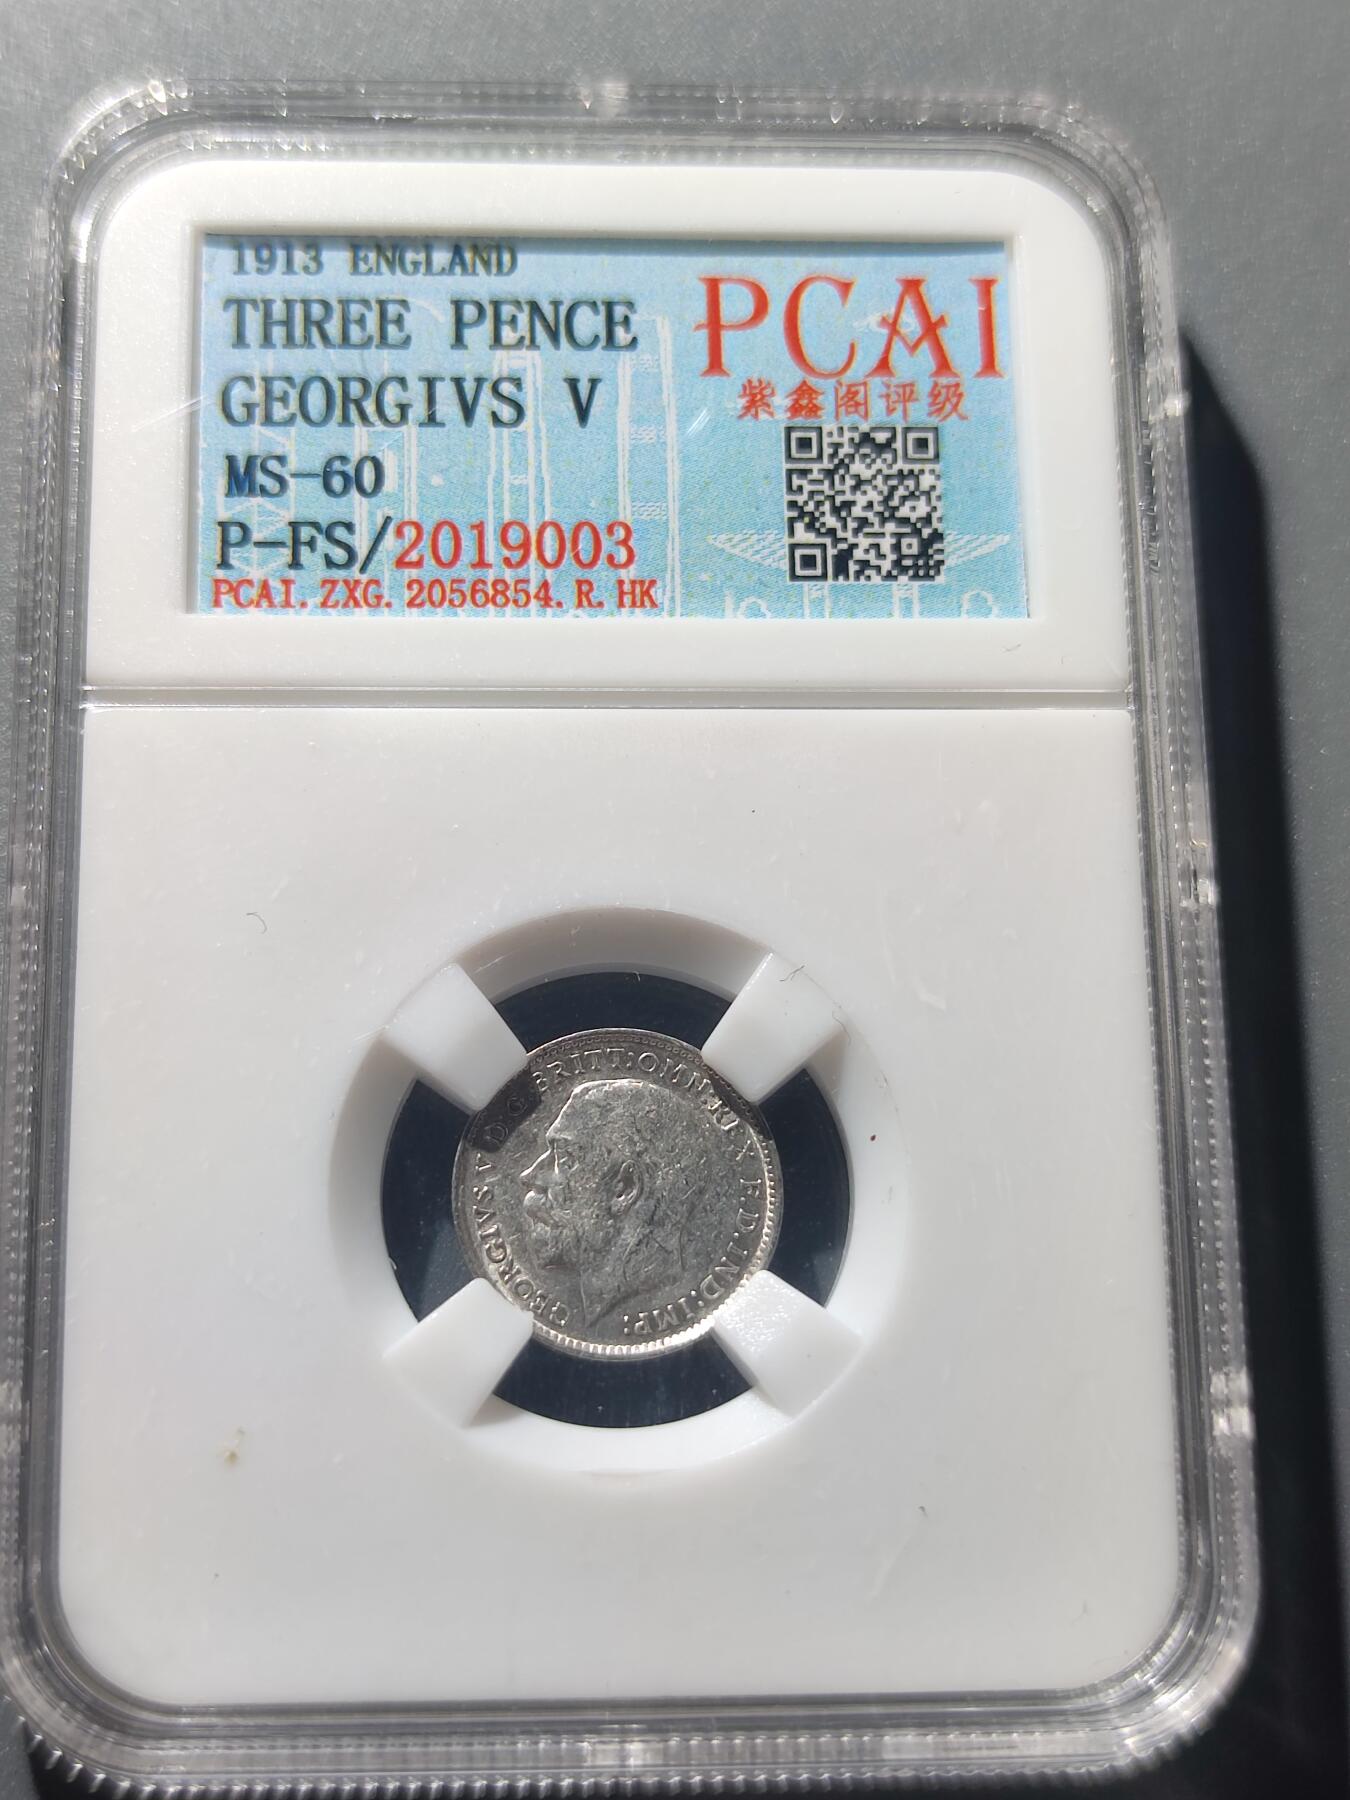 1913 ENGLAND
THREE PENCE
GEORGIVS V
MS-60
P-FS/2019003
PCAI.ZXG.2056854.R.HK
PCAI
紫鑫阁评级
GEORGIVS V D.G.BRITT:OMN:REX F.D.IND:IMP: